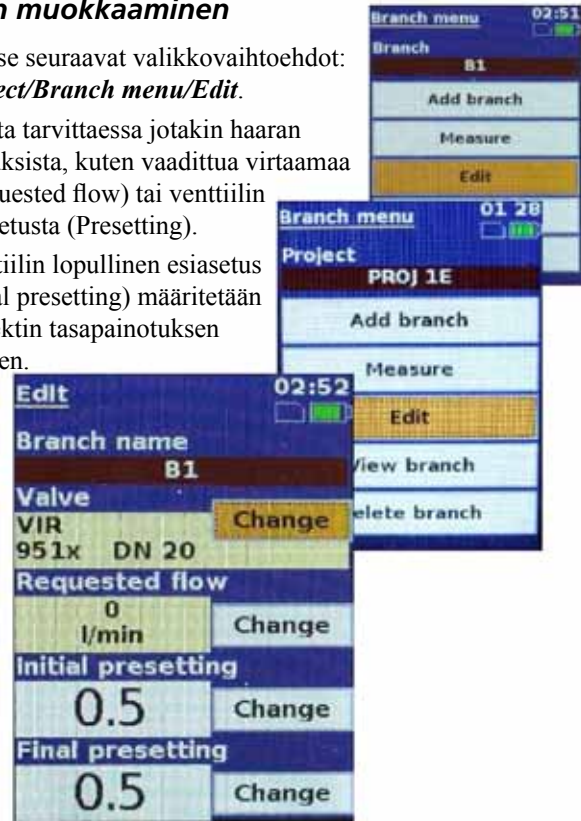 n muokkaaminen
se seuraavat valikkovaihtoehdot:
ect/Branch menu/Edit.
ta tarvittaessa jotakin haaran
aksista, kuten vaadittua virtaamaa
uested flow) tai venttiilin
etusta (Presetting).
tiilin lopullinen esiasetus
al presetting) määritetään
ektin tasapainotuksen
en.
Branch menu 02:51
Branch
B1
Add branch
Measure
Edit
Branch menu 01 28
Project
PROJ 1E
Add branch
Measure
Edit
View branch
elete branch
Edit 02:52
Branch name
B1
Valve
VIR
951x DN 20
Change
Requested flow
0
l/min
Change
Initial presetting
0.5
Change
Final presetting
0.5
Change